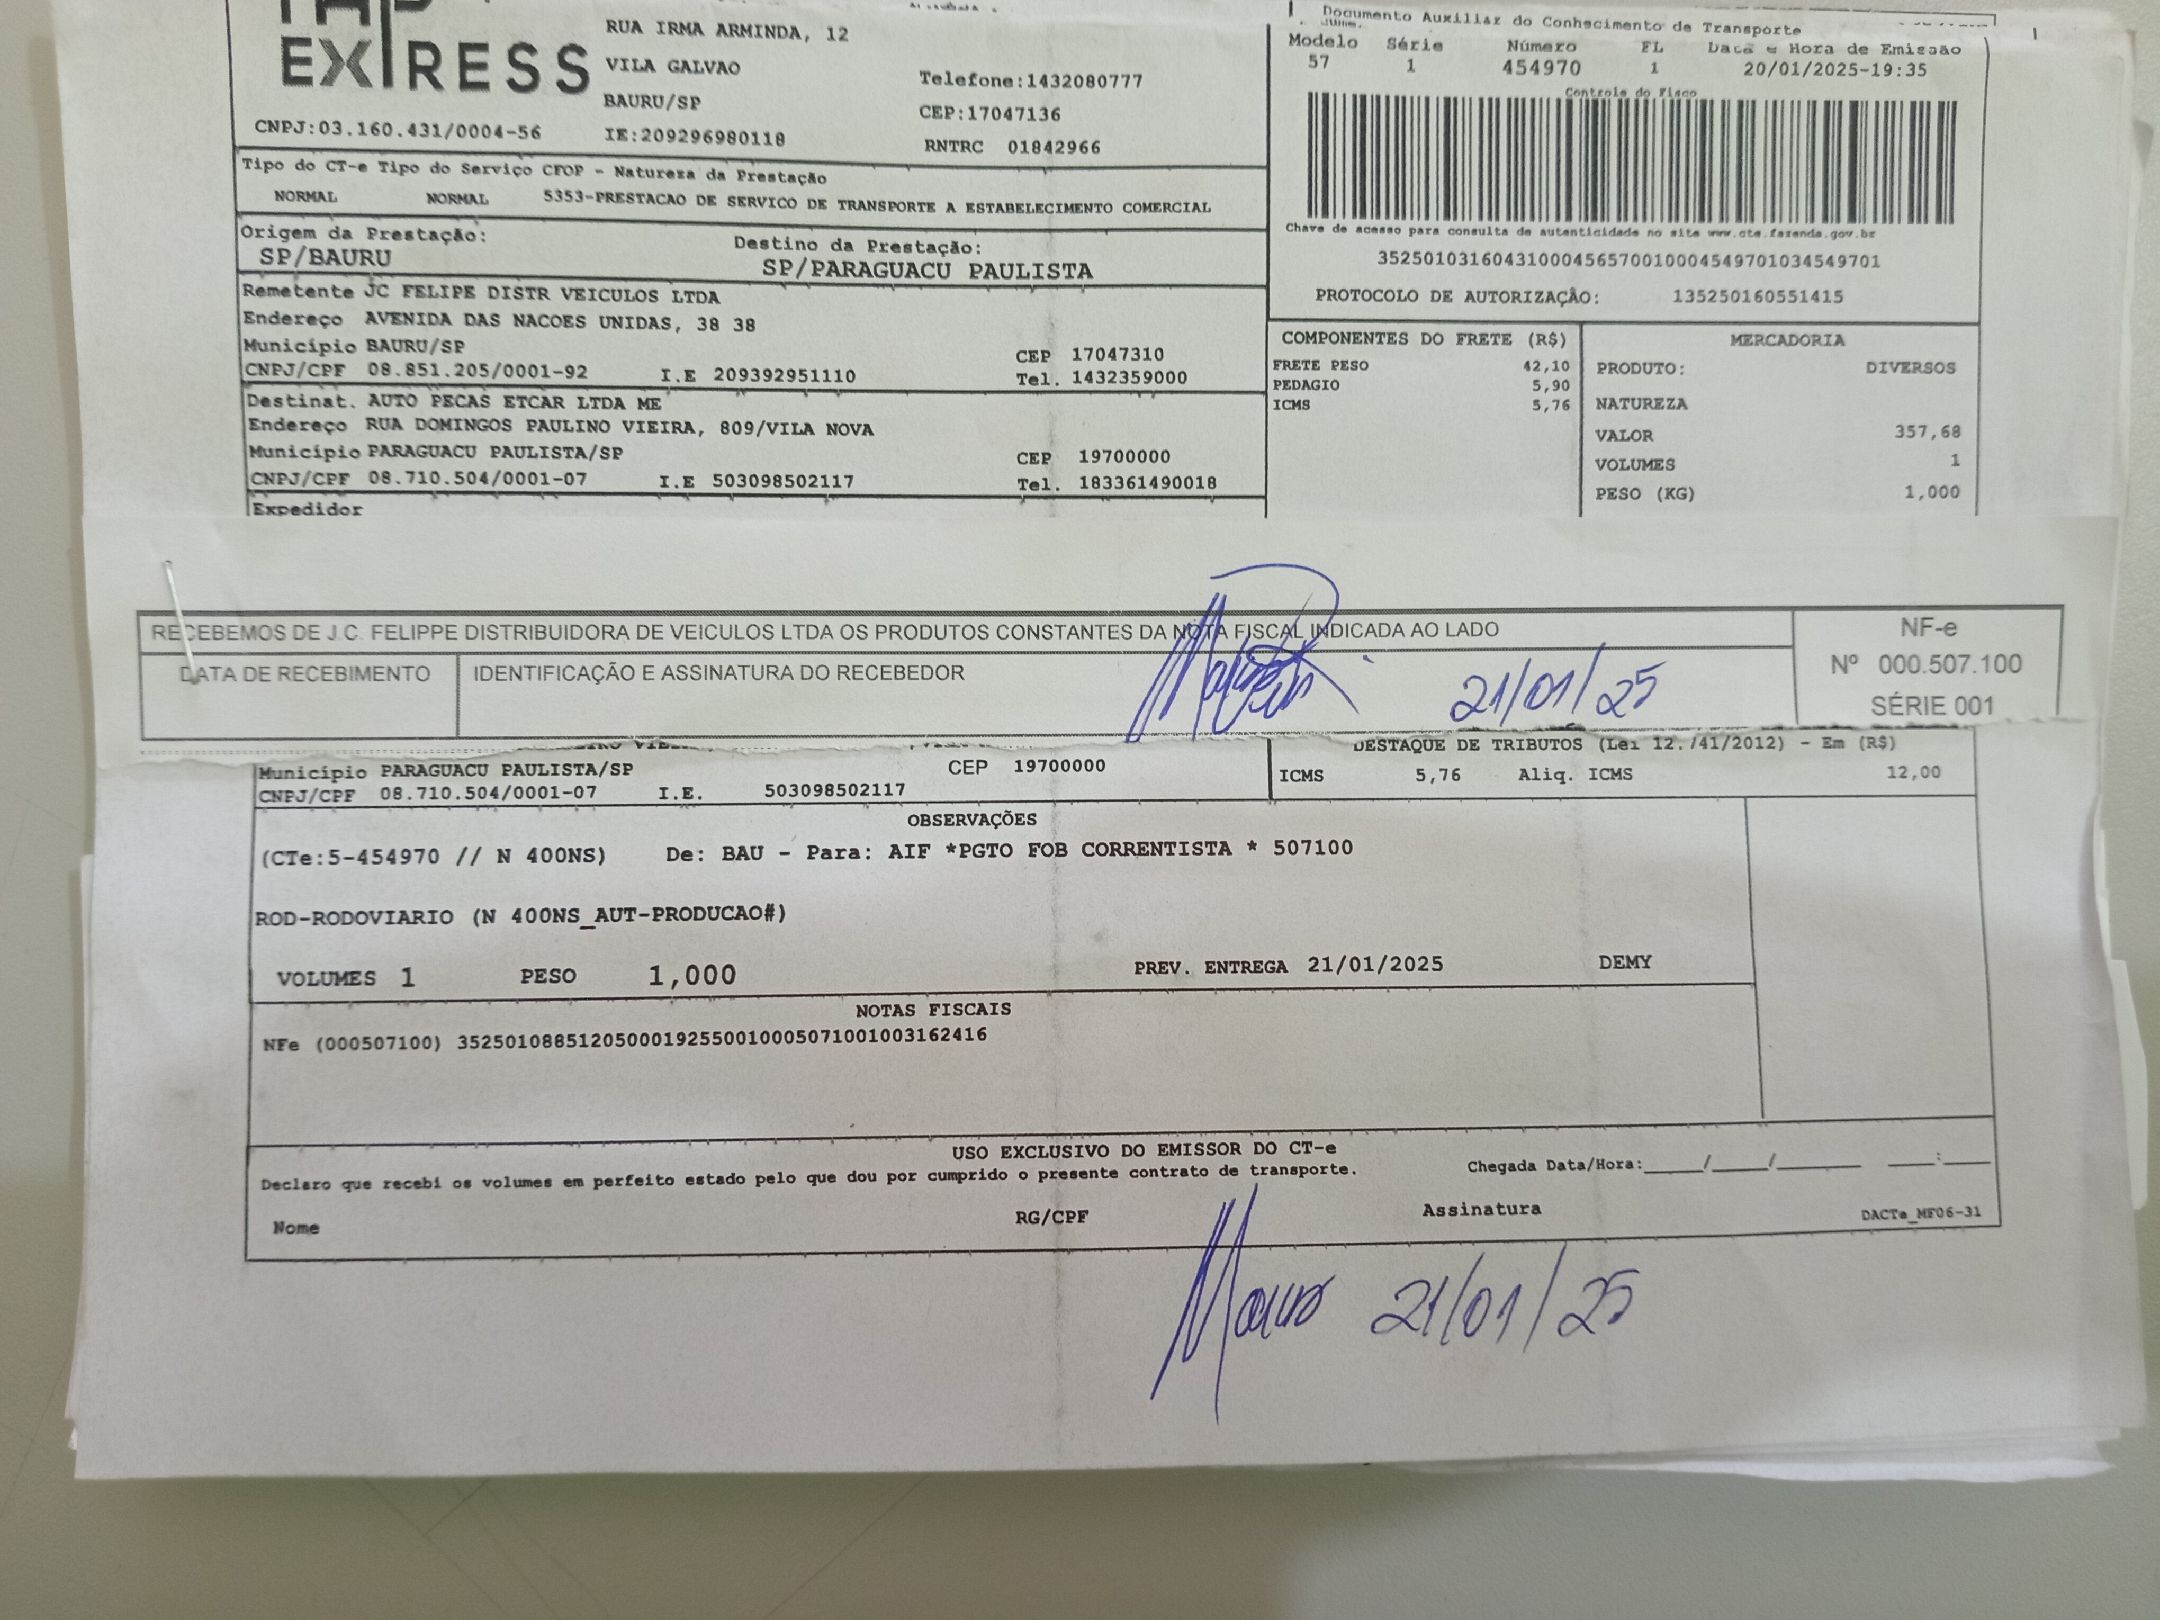 EXPRESS
RUA IRMA ARMINDA, 12
VILA GALVAO
BAURU/SP
Telefone:1432080777
CEP:17047136
CNPJ:03.160.431/0004-56
IE:209296980118
RNTRC 01842966
Documento Auxiliar do Conhecimento de Transporte
Modelo Série Número FL Data e Hora de Emissão
57 1 454970 1 20/01/2025-19:35
Controle do Fisco
Chave de acesso para consulta de autenticidade no site www.cte.fazenda.gov.br
35250103160431000456570010004549701034549701
PROTOCOLO DE AUTORIZAÇÃO: 135250160551415
Tipo do CT-e Tipo do Serviço CFOP - Natureza da Prestação
NORMAL NORMAL 5353-PRESTACAO DE SERVICO DE TRANSPORTE A ESTABELECIMENTO COMERCIAL
Origem da Prestação: Destino da Prestação:
SP/BAURU SP/PARAGUACU PAULISTA
Remetente JC FELIPE DISTR VEICULOS LTDA
Endereço AVENIDA DAS NACOES UNIDAS, 38 38
Município BAURU/SP CEP 17047310
CNPJ/CPF 08.851.205/0001-92 I.E 209392951110 Tel. 1432359000
Destinat. AUTO PECAS ETCAR LTDA ME
Endereço RUA DOMINGOS PAULINO VIEIRA, 809/VILA NOVA
Município PARAGUACU PAULISTA/SP CEP 19700000
CNPJ/CPF 08.710.504/0001-07 I.E 503098502117 Tel. 183361490018
Expedidor
COMPONENTES DO FRETE (R$)
FRETE PESO 42,10
PEDAGIO 5,90
ICMS 5,76
MERCADORIA
PRODUTO: DIVERSOS
NATUREZA
VALOR 357,68
VOLUMES 1
PESO (KG) 1,000
RECEBEMOS DE J.C. FELIPPE DISTRIBUIDORA DE VEICULOS LTDA OS PRODUTOS CONSTANTES DA NOTA FISCAL INDICADA AO LADO
DATA DE RECEBIMENTO IDENTIFICAÇÃO E ASSINATURA DO RECEBEDOR
21/01/25
NF-e
Nº 000.507.100
SÉRIE 001
DESTAQUE DE TRIBUTOS (Lei 12.741/2012) - Em (R$)
Município PARAGUACU PAULISTA/SP CEP 19700000
ICMS 5,76 Aliq. ICMS 12,00
CNPJ/CPF 08.710.504/0001-07 I.E. 503098502117
OBSERVAÇÕES
(CTe:5-454970 // N 400NS) De: BAU - Para: AIF *PGTO FOB CORRENTISTA * 507100
ROD-RODOVIARIO (N 400NS_AUT-PRODUCAO#)
VOLUMES 1 PESO 1,000 PREV. ENTREGA 21/01/2025 DEMY
NOTAS FISCAIS
NFe (000507100) 35250108851205000192550010005071001003162416
USO EXCLUSIVO DO EMISSOR DO CT-e
Declaro que recebi os volumes em perfeito estado pelo que dou por cumprido o presente contrato de transporte. Chegada Data/Hora:____/____/______ ____:____
Nome RG/CPF Assinatura DACTe_MF06-31
21/01/25